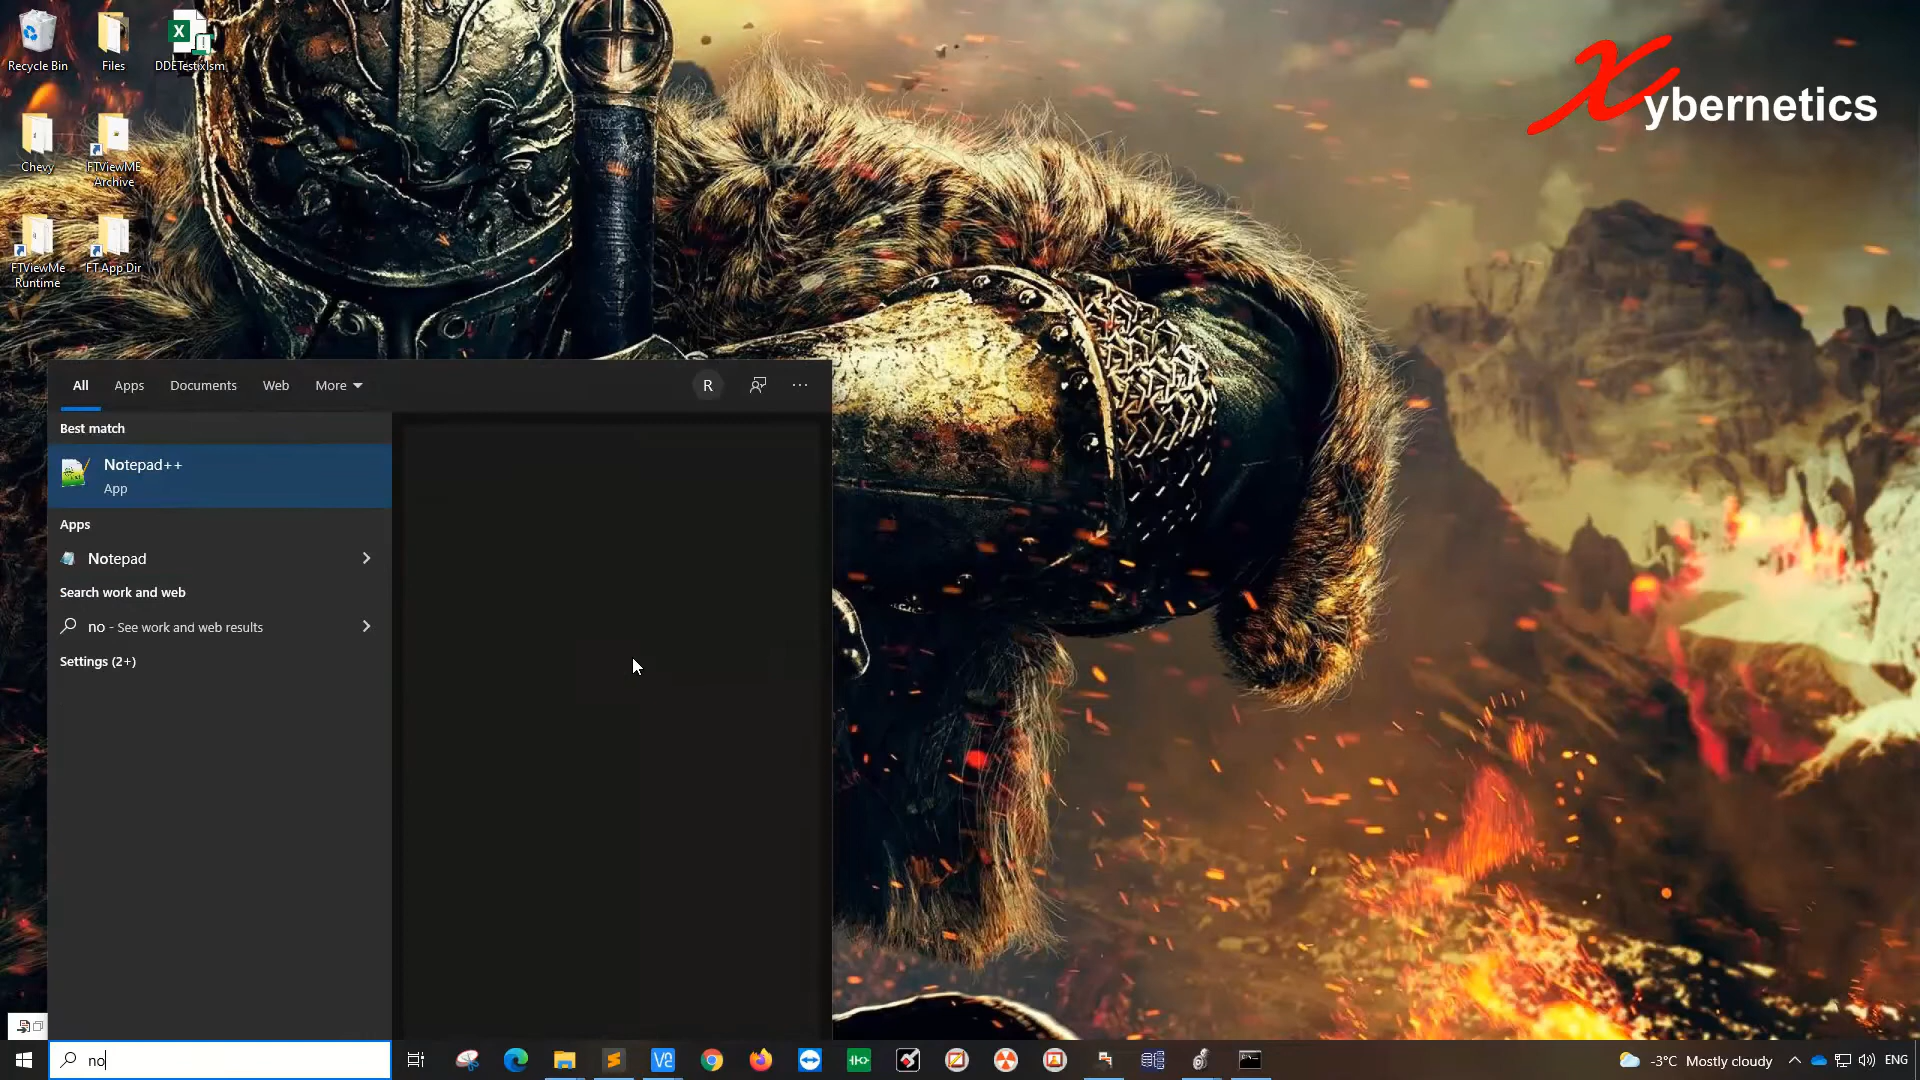 Recycle Bin
Files
DDETest.xlsm
Xybernetics
Chevy
FTViewME Archive
FTViewMe Runtime
FT App Dir
All
Apps
Documents
Web
More
R
Best match
Notepad++
App
Apps
Notepad
Search work and web
no - See work and web results
Settings (2+)
no
-3°C Mostly cloudy
ENG